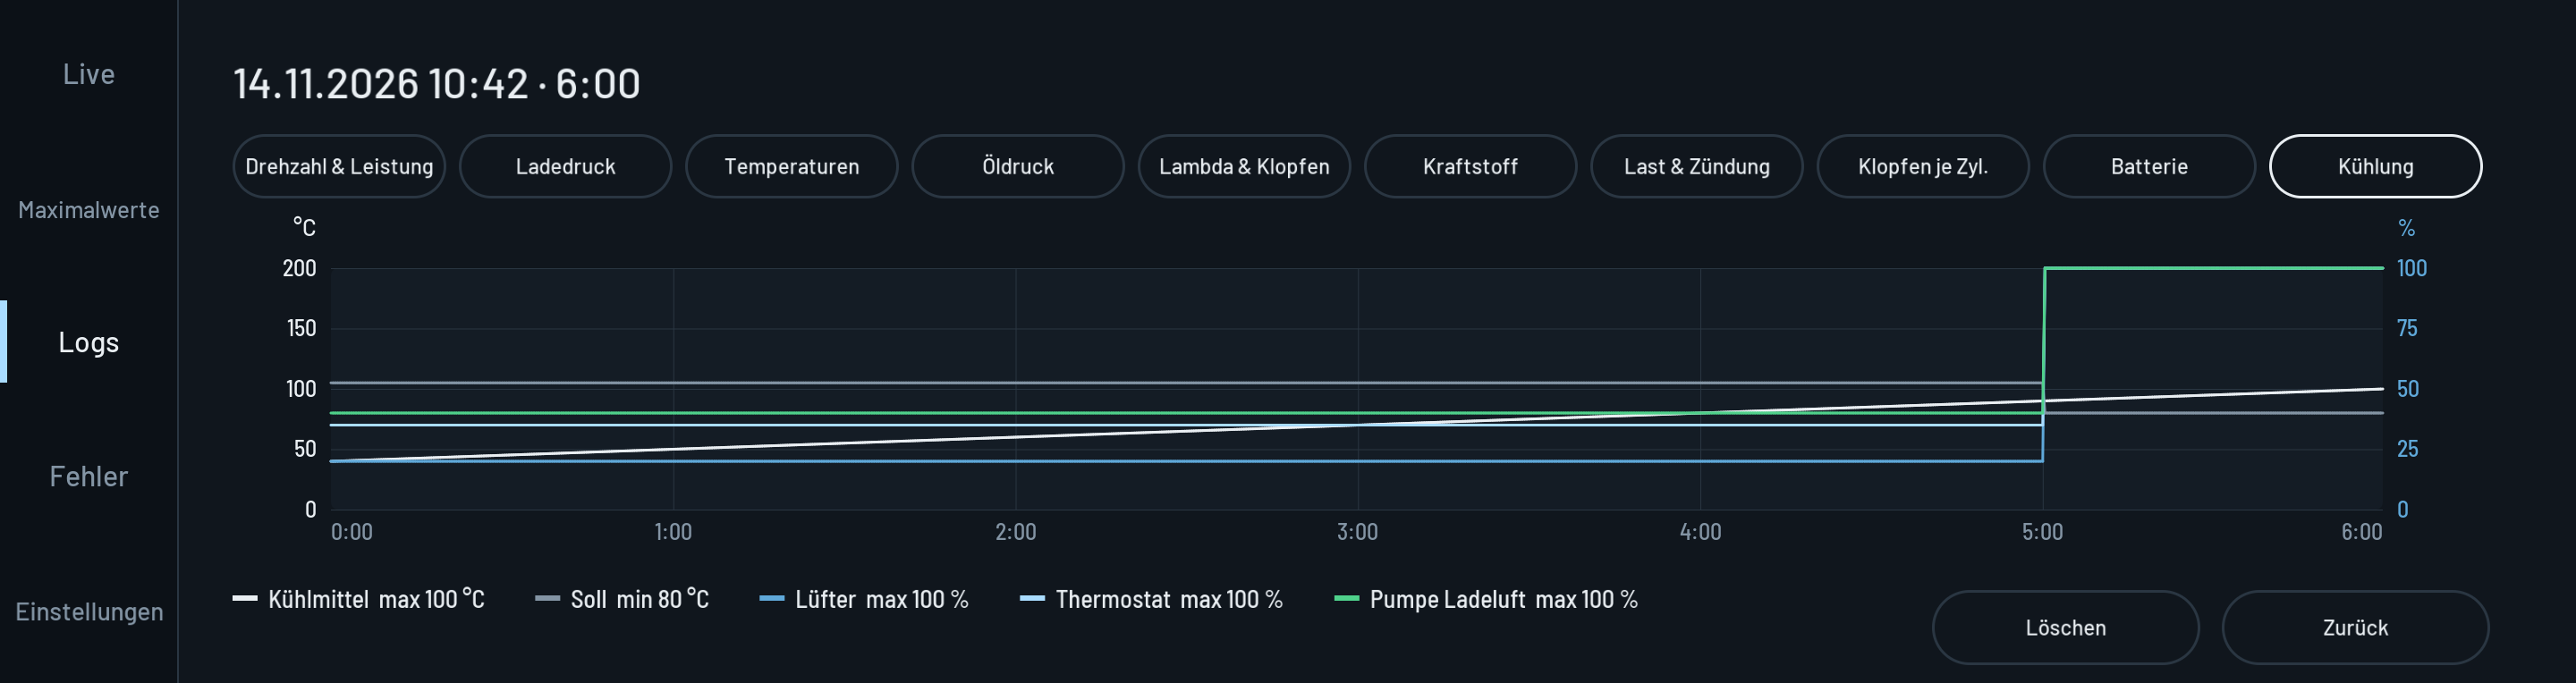 Live
Maximalwerte
Logs
Fehler
Einstellungen
14.11.2026 10:42 · 6:00
Drehzahl & Leistung
Ladedruck
Temperaturen
Öldruck
Lambda & Klopfen
Kraftstoff
Last & Zündung
Klopfen je Zyl.
Batterie
Kühlung
°C
%
200
150
100
50
0
100
75
50
25
0
0:00
1:00
2:00
3:00
4:00
5:00
6:00
Kühlmittel max 100 °C
Soll min 80 °C
Lüfter max 100 %
Thermostat max 100 %
Pumpe Ladeluft max 100 %
Löschen
Zurück